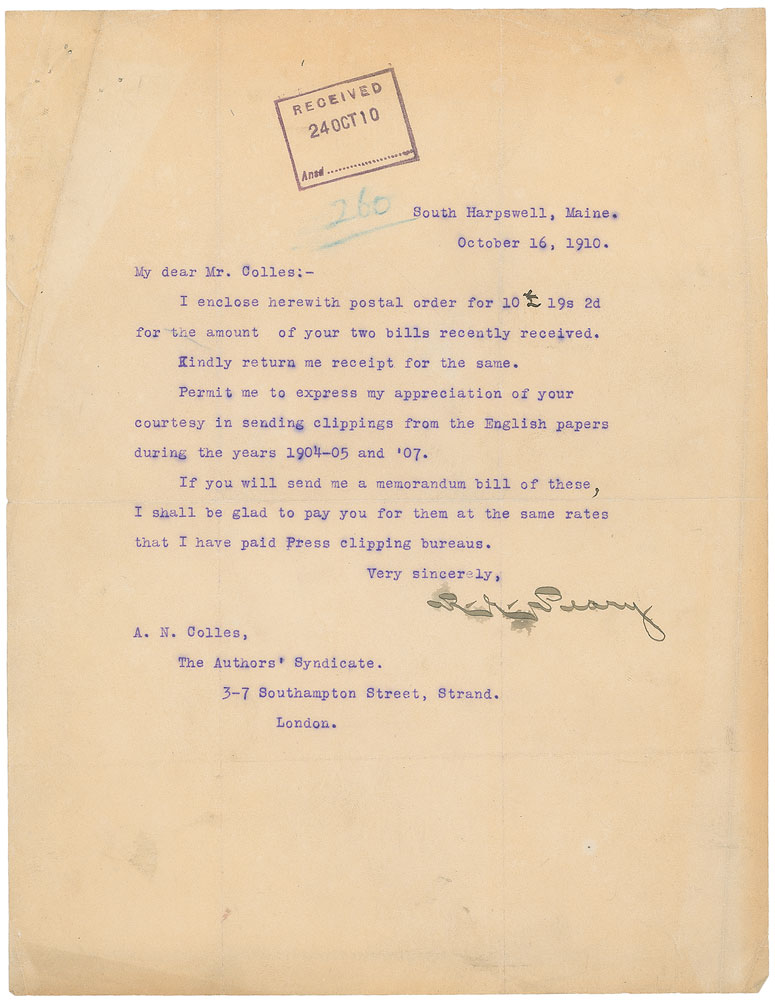 RECEIVED
24 OCT 10
Ansd
260
South Harpswell, Maine.
October 16, 1910.
My dear Mr. Colles:-
I enclose herewith postal order for 10 £ 19s 2d
for the amount of your two bills recently received.
Kindly return me receipt for the same.
Permit me to express my appreciation of your
courtesy in sending clippings from the English papers
during the years 1904-05 and '07.
If you will send me a memorandum bill of these,
I shall be glad to pay you for them at the same rates
that I have paid Press clipping bureaus.
Very sincerely,
R. E. Peary
A. N. Colles,
The Authors' Syndicate.
3-7 Southampton Street, Strand.
London.